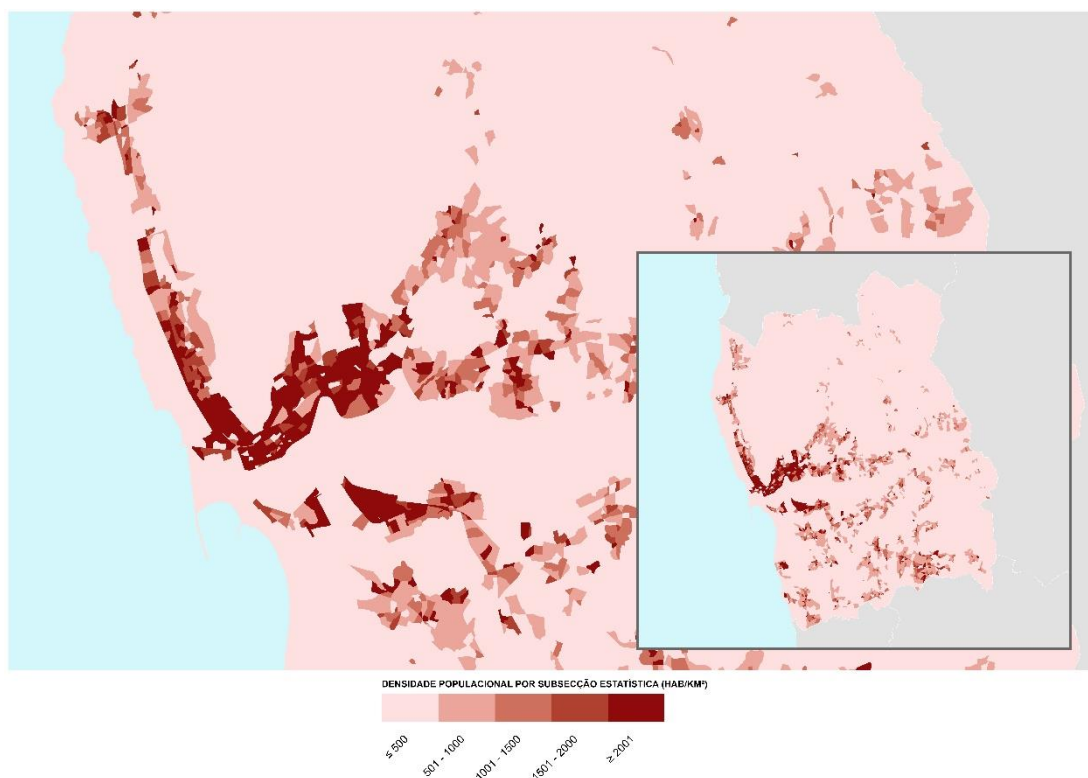 DENSIDADE POPULACIONAL POR SUBSECÇÃO ESTATÍSTICA (HAB/KM²)
≤ 500
501 - 1000
1001 - 1500
1501 - 2000
≥ 2001